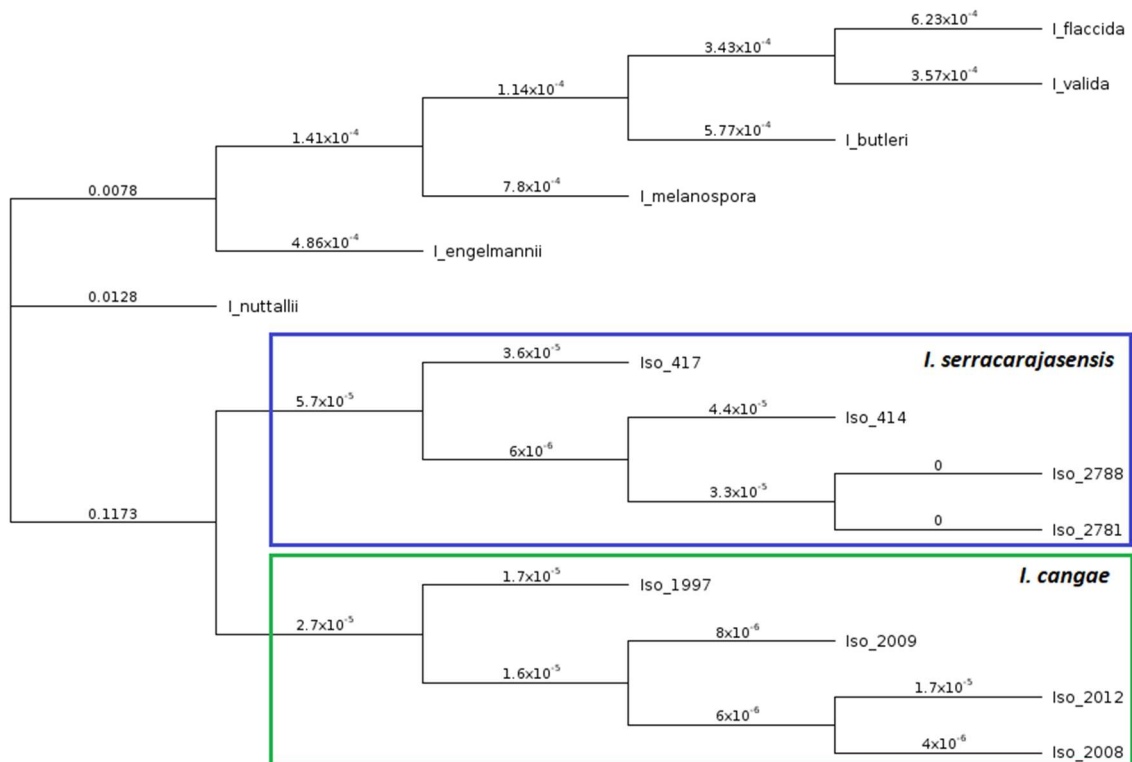 6.23x10⁻⁴
I_flaccida
3.43x10⁻⁴
3.57x10⁻⁴
I_valida
1.14x10⁻⁴
5.77x10⁻⁴
I_butleri
1.41x10⁻⁴
7.8x10⁻⁴
I_melanospora
0.0078
4.86x10⁻⁴
I_engelmannii
0.0128
I_nuttallii
I. serracarajasensis
3.6x10⁻⁵
Iso_417
5.7x10⁻⁵
4.4x10⁻⁵
Iso_414
6x10⁻⁶
0
Iso_2788
3.3x10⁻⁵
0
Iso_2781
0.1173
I. cangae
1.7x10⁻⁵
Iso_1997
2.7x10⁻⁵
8x10⁻⁶
Iso_2009
1.6x10⁻⁵
1.7x10⁻⁵
Iso_2012
6x10⁻⁶
4x10⁻⁶
Iso_2008